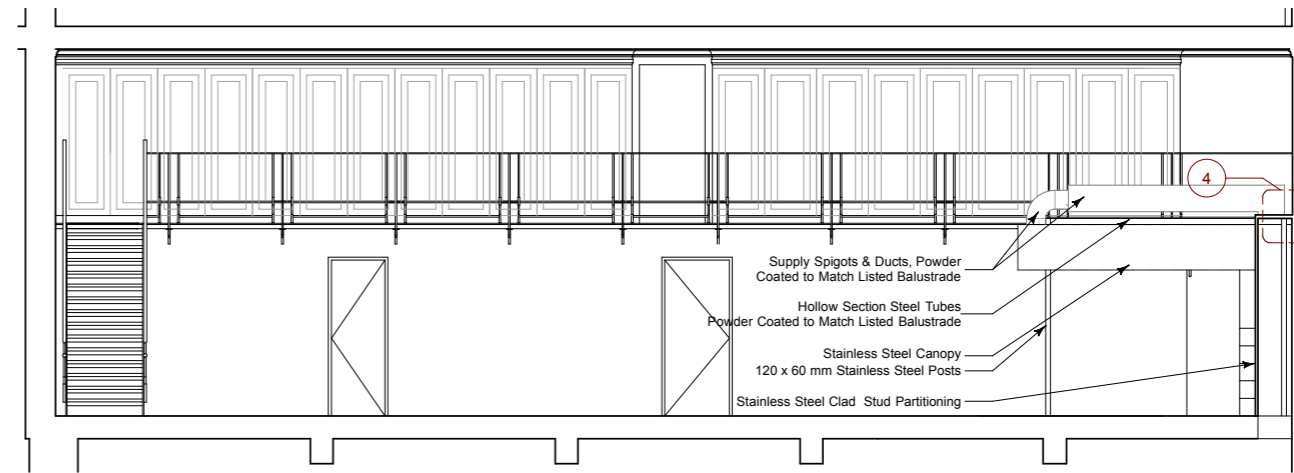 4
Supply Spigots & Ducts, Powder
Coated to Match Listed Balustrade
Hollow Section Steel Tubes
Powder Coated to Match Listed Balustrade
Stainless Steel Canopy
120 x 60 mm Stainless Steel Posts
Stainless Steel Clad Stud Partitioning